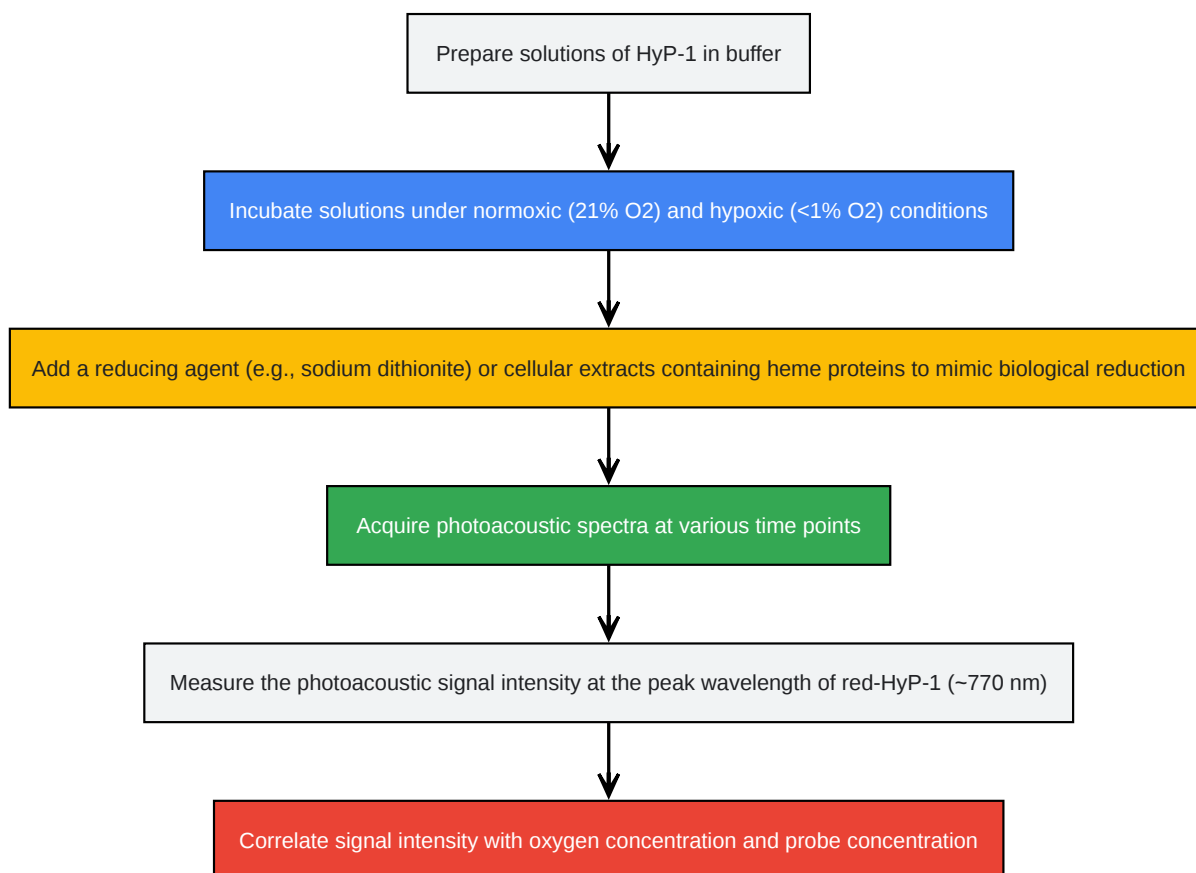 Prepare solutions of HyP-1 in buffer
Incubate solutions under normoxic (21% O2) and hypoxic (<1% O2) conditions
Add a reducing agent (e.g., sodium dithionite) or cellular extracts containing heme proteins to mimic biological reduction
Acquire photoacoustic spectra at various time points
Measure the photoacoustic signal intensity at the peak wavelength of red-HyP-1 (~770 nm)
Correlate signal intensity with oxygen concentration and probe concentration